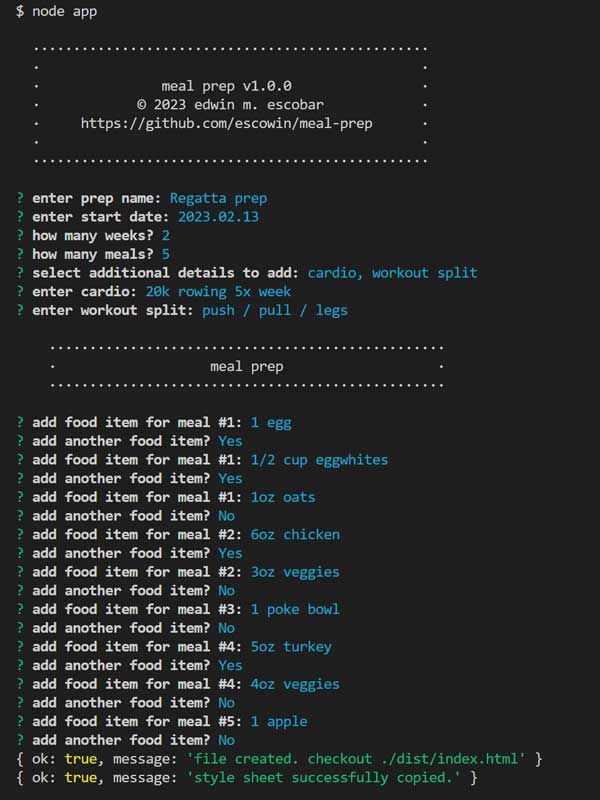 $ node app
meal prep v1.0.0
© 2023 edwin m. escobar
https://github.com/escowin/meal-prep
? enter prep name: Regatta prep
? enter start date: 2023.02.13
? how many weeks? 2
? how many meals? 5
? select additional details to add: cardio, workout split
? enter cardio: 20k rowing 5x week
? enter workout split: push / pull / legs
meal prep
? add food item for meal #1: 1 egg
? add another food item? Yes
? add food item for meal #1: 1/2 cup eggwhites
? add another food item? Yes
? add food item for meal #1: 1oz oats
? add another food item? No
? add food item for meal #2: 6oz chicken
? add another food item? Yes
? add food item for meal #2: 3oz veggies
? add another food item? No
? add food item for meal #3: 1 poke bowl
? add another food item? No
? add food item for meal #4: 5oz turkey
? add another food item? Yes
? add food item for meal #4: 4oz veggies
? add another food item? No
? add food item for meal #5: 1 apple
? add another food item? No
{ ok: true, message: 'file created. checkout ./dist/index.html' }
{ ok: true, message: 'style sheet successfully copied.' }